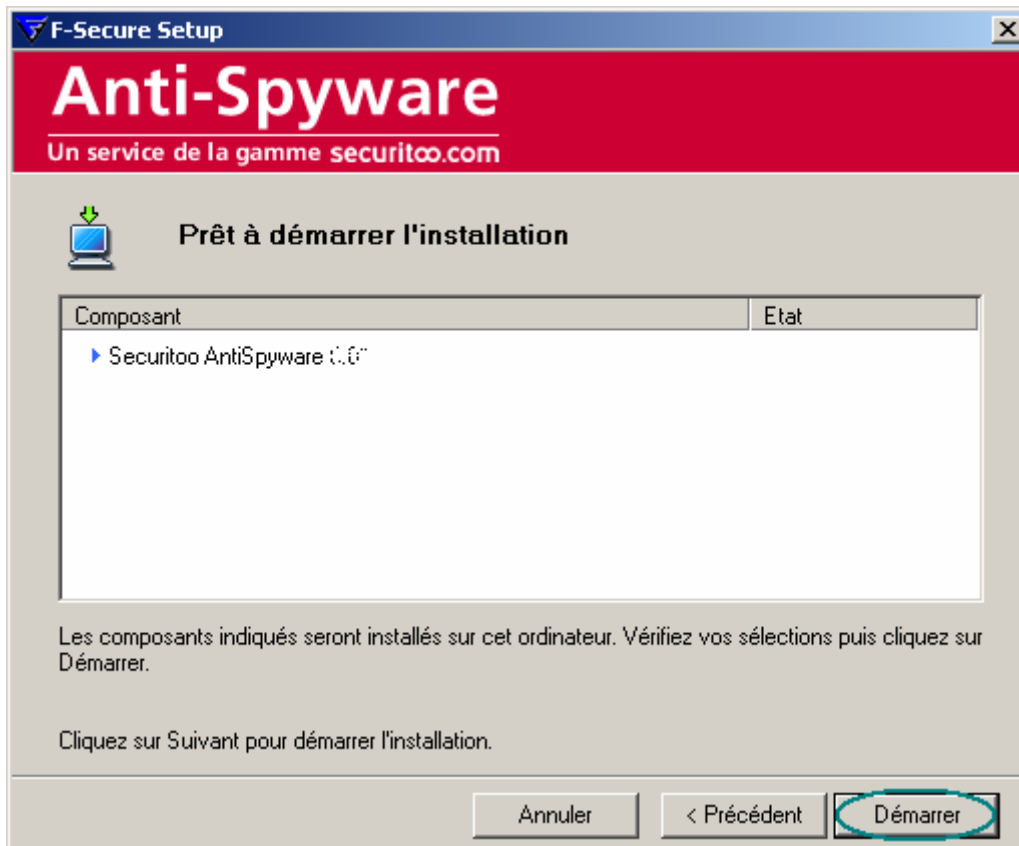 F-Secure Setup
Anti-Spyware
Un service de la gamme securitoo.com
Prêt à démarrer l'installation
Composant Etat
Securitoo AntiSpyware
Les composants indiqués seront installés sur cet ordinateur. Vérifiez vos sélections puis cliquez sur
Démarrer.
Cliquez sur Suivant pour démarrer l'installation.
Annuler < Précédent Démarrer